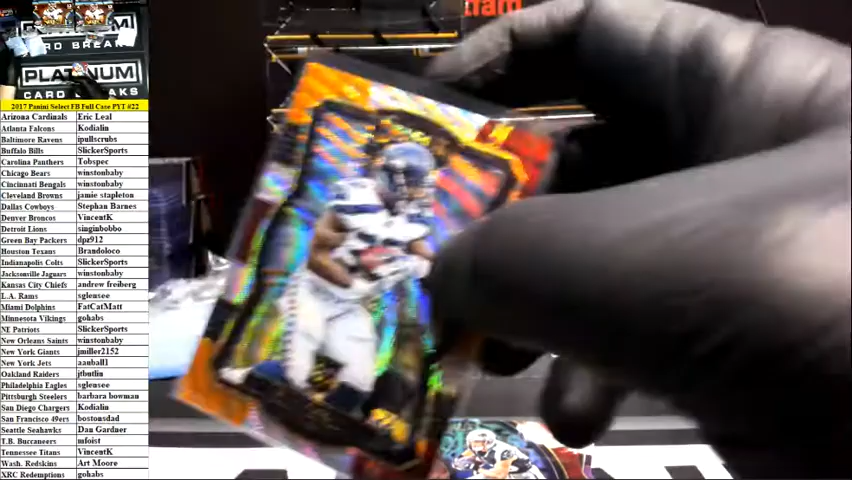 PLATINUM
CARD BREAKS
2017 Panini Select FB Full Case PYT #22
Arizona Cardinals Eric Leal
Atlanta Falcons Kodialin
Baltimore Ravens ipullscrubs
Buffalo Bills SlickerSports
Carolina Panthers Tobspec
Chicago Bears winstonbaby
Cincinnati Bengals winstonbaby
Cleveland Browns jamie stapleton
Dallas Cowboys Stephan Barnes
Denver Broncos VincentK
Detroit Lions singinbobbo
Green Bay Packers dpz912
Houston Texans Brandoloco
Indianapolis Colts SlickerSports
Jacksonville Jaguars winstonbaby
Kansas City Chiefs andrew freiberg
L.A. Rams sglensee
Miami Dolphins FatCatMatt
Minnesota Vikings gohabs
NE Patriots SlickerSports
New Orleans Saints winstonbaby
New York Giants jmiller2152
New York Jets aauball1
Oakland Raiders jtbutlin
Philadelphia Eagles sglensee
Pittsburgh Steelers barbara bowman
San Diego Chargers Kodialin
San Francisco 49ers bostonsdad
Seattle Seahawks Dan Gardner
T.B. Buccaneers mfoist
Tennessee Titans VincentK
Wash. Redskins Art Moore
XRC Redemptions gohabs